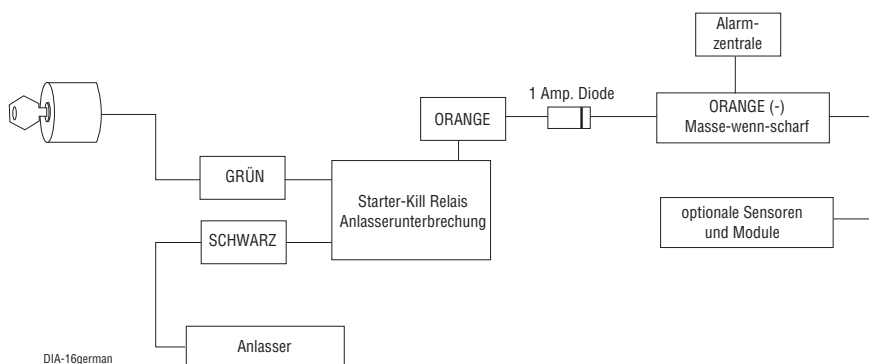 Alarm-
zentrale
1 Amp. Diode
ORANGE
ORANGE (-)
Masse-wenn-scharf
GRÜN
Starter-Kill Relais
Anlasserunterbrechung
optionale Sensoren
und Module
SCHWARZ
Anlasser
DIA-16german